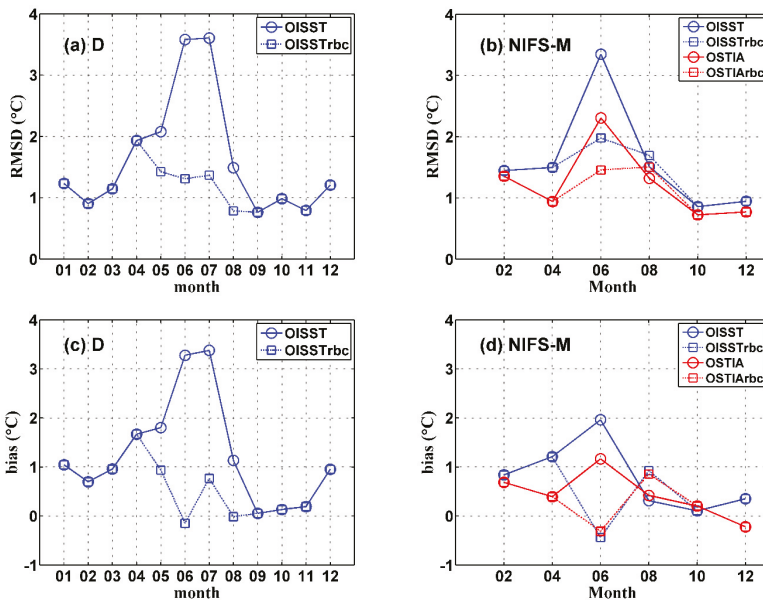 (a) D
OISST
OISSTrbc
RMSD (°C)
4
3
2
1
0
01 02 03 04 05 06 07 08 09 10 11 12
month
(b) NIFS-M
OISST
OISSTrbc
OSTIA
OSTIArbc
RMSD (°C)
4
3
2
1
0
02 04 06 08 10 12
Month
(c) D
OISST
OISSTrbc
bias (°C)
4
3
2
1
0
-1
01 02 03 04 05 06 07 08 09 10 11 12
month
(d) NIFS-M
OISST
OISSTrbc
OSTIA
OSTIArbc
bias (°C)
4
3
2
1
0
-1
02 04 06 08 10 12
Month